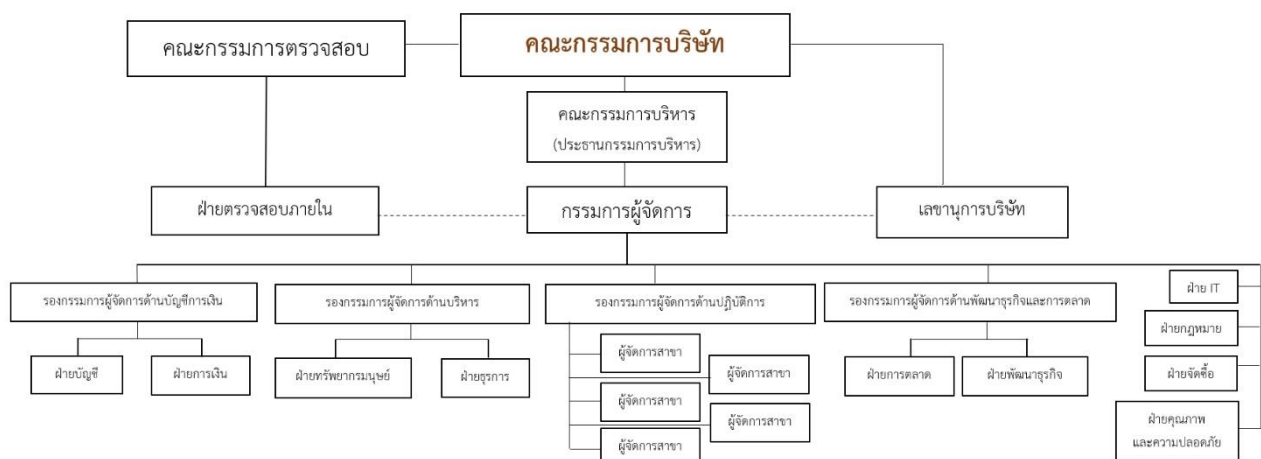 คณะกรรมการตรวจสอบ
คณะกรรมการบริษัท
คณะกรรมการบริหาร
(ประธานกรรมการบริหาร)
ฝ่ายตรวจสอบภายใน
กรรมการผู้จัดการ
เลขานุการบริษัท
รองกรรมการผู้จัดการด้านบัญชีการเงิน
รองกรรมการผู้จัดการด้านบริหาร
รองกรรมการผู้จัดการด้านปฏิบัติการ
รองกรรมการผู้จัดการด้านพัฒนาธุรกิจและการตลาด
ฝ่ายบัญชี
ฝ่ายการเงิน
ฝ่ายทรัพยากรมนุษย์
ฝ่ายธุรการ
ผู้จัดการสาขา
ผู้จัดการสาขา
ผู้จัดการสาขา
ผู้จัดการสาขา
ผู้จัดการสาขา
ฝ่ายการตลาด
ฝ่ายพัฒนาธุรกิจ
ฝ่าย IT
ฝ่ายกฎหมาย
ฝ่ายจัดซื้อ
ฝ่ายคุณภาพ
และความปลอดภัย